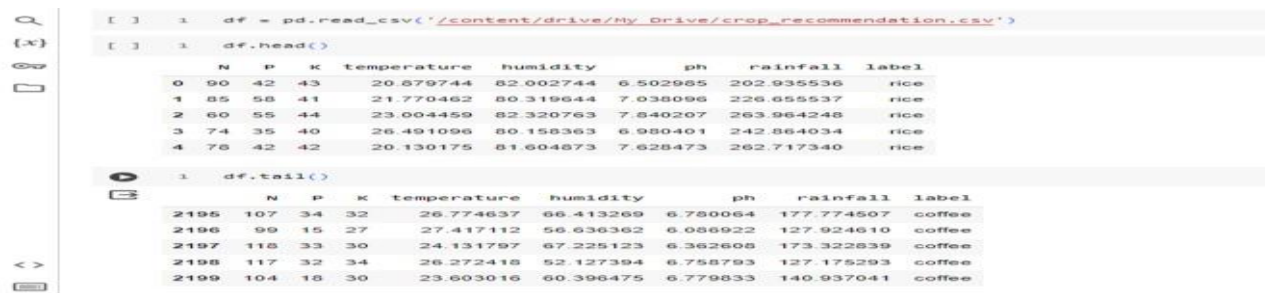 [ ] 1 df = pd.read_csv('/content/drive/My Drive/crop_recommendation.csv')
{x} [ ] 1 df.head()
N P K temperature humidity ph rainfall label
0 90 42 43 20.879744 82.002744 6.502985 202.935536 rice
1 85 58 41 21.770462 80.319644 7.038096 226.655537 rice
2 60 55 44 23.004459 82.320763 7.840207 263.964248 rice
3 74 35 40 26.491096 80.158363 6.980401 242.864034 rice
4 78 42 42 20.130175 81.604873 7.628473 262.717340 rice
1 df.tail()
N P K temperature humidity ph rainfall label
2195 107 34 32 26.774637 66.413269 6.780064 177.774507 coffee
2196 99 15 27 27.417112 56.636362 6.086922 127.924610 coffee
2197 118 33 30 24.131797 67.225123 6.362608 173.322839 coffee
2198 117 32 34 26.272418 52.127394 6.758793 127.175293 coffee
2199 104 18 30 23.603016 60.396475 6.779833 140.937041 coffee